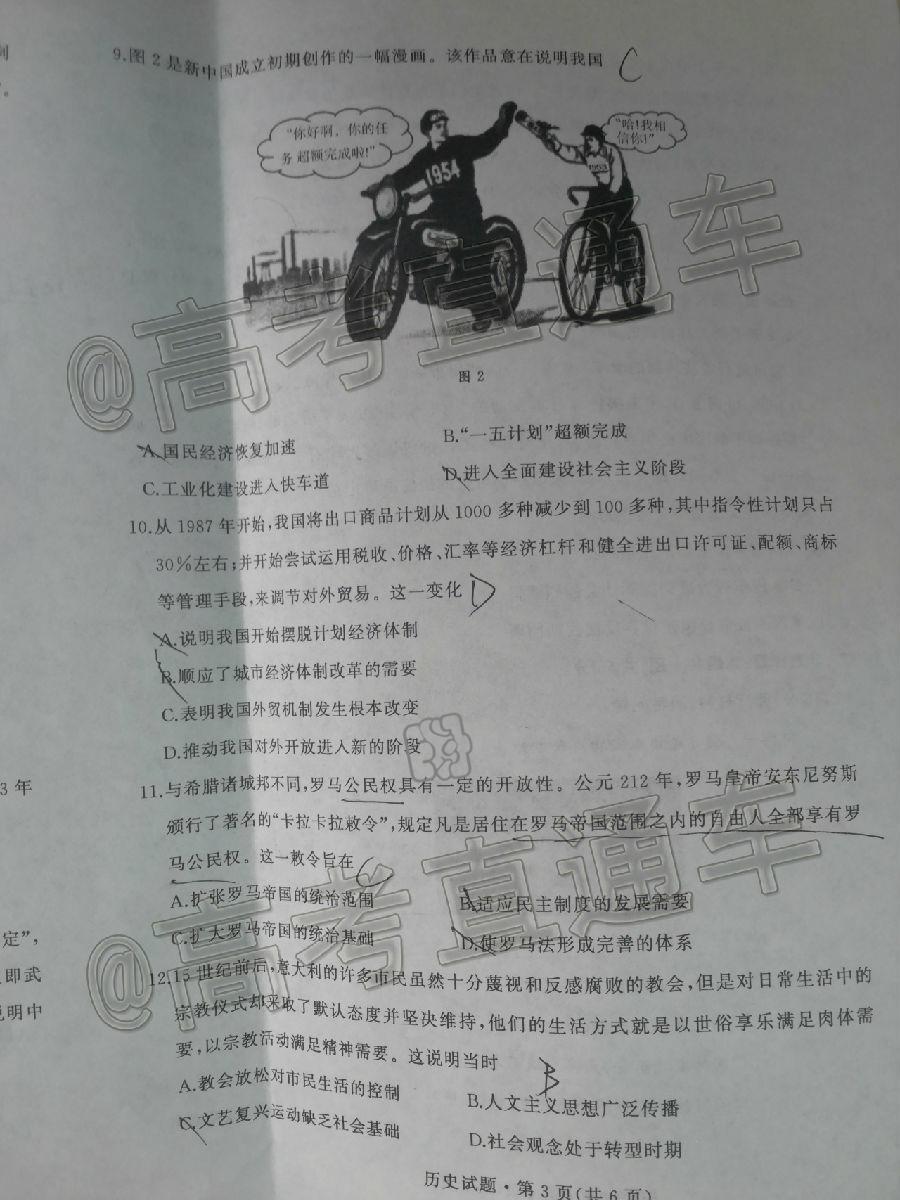 9.图 2 是新中国成立初期创作的一幅漫画。该作品意在说明我国 C
"你好啊，你的任
务 超额完成啦!"
"哈!我相
信你!"
1954
1953
图 2
A.国民经济恢复加速
B."一五计划"超额完成
C.工业化建设进入快车道
D.进入全面建设社会主义阶段
10.从 1987 年开始,我国将出口商品计划从 1000 多种减少到 100 多种,其中指令性计划只占
30%左右;并开始尝试运用税收、价格、汇率等经济杠杆和健全进出口许可证、配额、商标
等管理手段,来调节对外贸易。这一变化 D
A.说明我国开始摆脱计划经济体制
B.顺应了城市经济体制改革的需要
C.表明我国外贸机制发生根本改变
D.推动我国对外开放进入新的阶段
11.与希腊诸城邦不同,罗马公民权具有一定的开放性。公元 212 年,罗马皇帝安东尼努斯
颁行了著名的"卡拉卡拉敕令",规定凡是居住在罗马帝国范围之内的自由人全部享有罗
马公民权。这一敕令旨在 C
A.扩张罗马帝国的统治范围
B.适应民主制度的发展需要
C.扩大罗马帝国的统治基础
D.使罗马法形成完善的体系
12.15 世纪前后,意大利的许多市民虽然十分蔑视和反感腐败的教会,但是对日常生活中的
宗教仪式却采取了默认态度并坚决维持,他们的生活方式就是以世俗享乐满足肉体需
要,以宗教活动满足精神需要。这说明当时 B
A.教会放松对市民生活的控制
B.人文主义思想广泛传播
C.文艺复兴运动缺乏社会基础
D.社会观念处于转型时期
历史试题·第 3 页(共 6 页)
3 年
定",
即武
明中
@高考直通车
@高考直通车